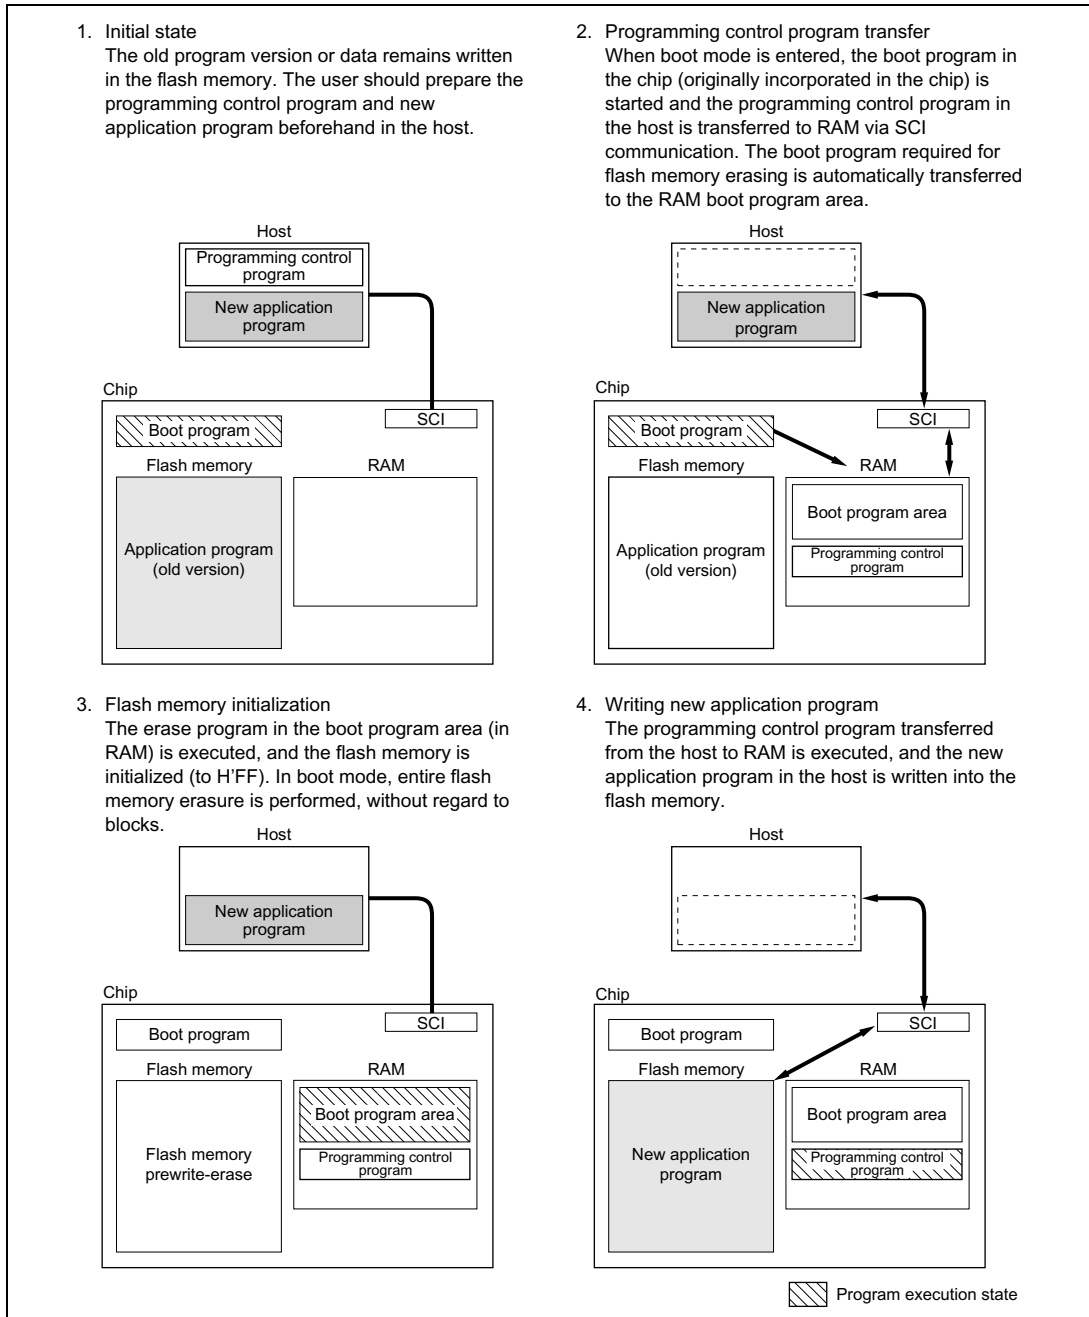 1. Initial state
The old program version or data remains written
in the flash memory. The user should prepare the
programming control program and new
application program beforehand in the host.
Host
Programming control
program
New application
program
Chip
SCI
Boot program
Flash memory
RAM
Application program
(old version)
2. Programming control program transfer
When boot mode is entered, the boot program in
the chip (originally incorporated in the chip) is
started and the programming control program in
the host is transferred to RAM via SCI
communication. The boot program required for
flash memory erasing is automatically transferred
to the RAM boot program area.
Host
New application
program
Chip
SCI
Boot program
Flash memory
RAM
Boot program area
Application program
(old version)
Programming control
program
3. Flash memory initialization
The erase program in the boot program area (in
RAM) is executed, and the flash memory is
initialized (to H'FF). In boot mode, entire flash
memory erasure is performed, without regard to
blocks.
Host
New application
program
Chip
SCI
Boot program
Flash memory
RAM
Boot program area
Flash memory
prewrite-erase
Programming control
program
4. Writing new application program
The programming control program transferred
from the host to RAM is executed, and the new
application program in the host is written into the
flash memory.
Host
Chip
SCI
Boot program
Flash memory
RAM
Boot program area
New application
program
Programming control
program
Program execution state